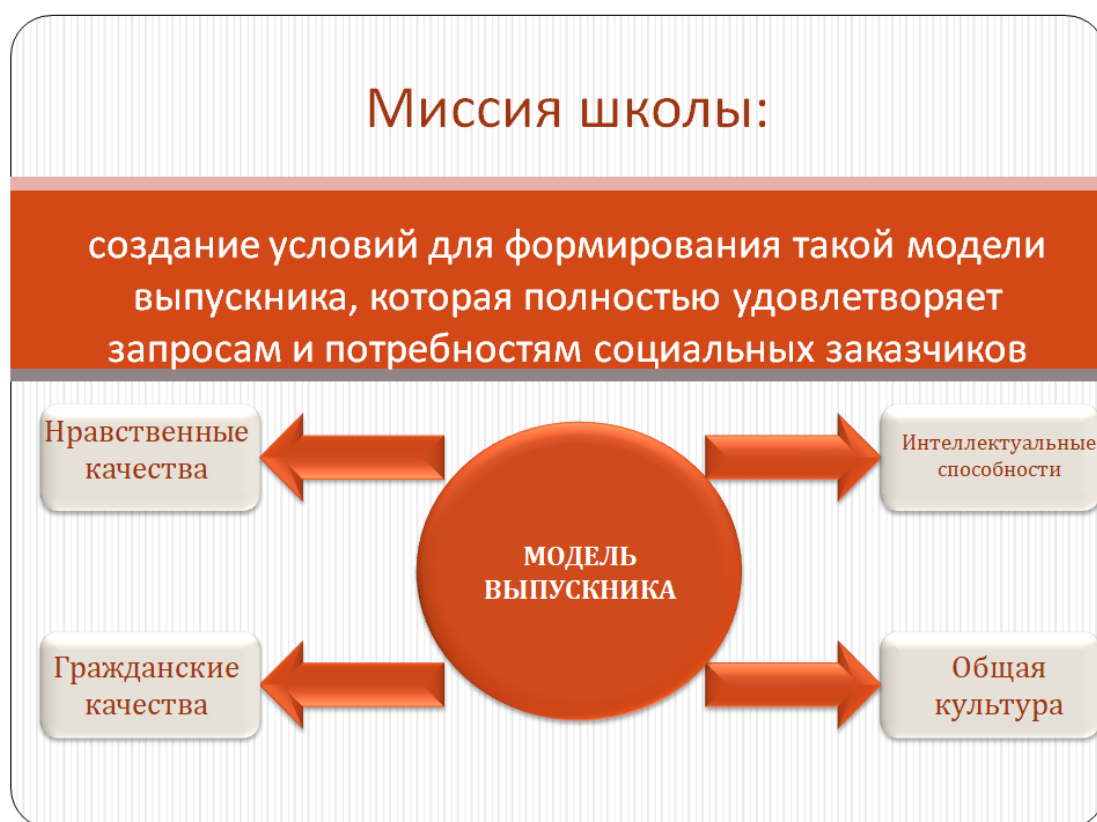 Миссия школы:
создание условий для формирования такой модели
выпускника, которая полностью удовлетворяет
запросам и потребностям социальных заказчиков
Нравственные
качества
Интеллектуальные
способности
МОДЕЛЬ
ВЫПУСКНИКА
Гражданские
качества
Общая
культура